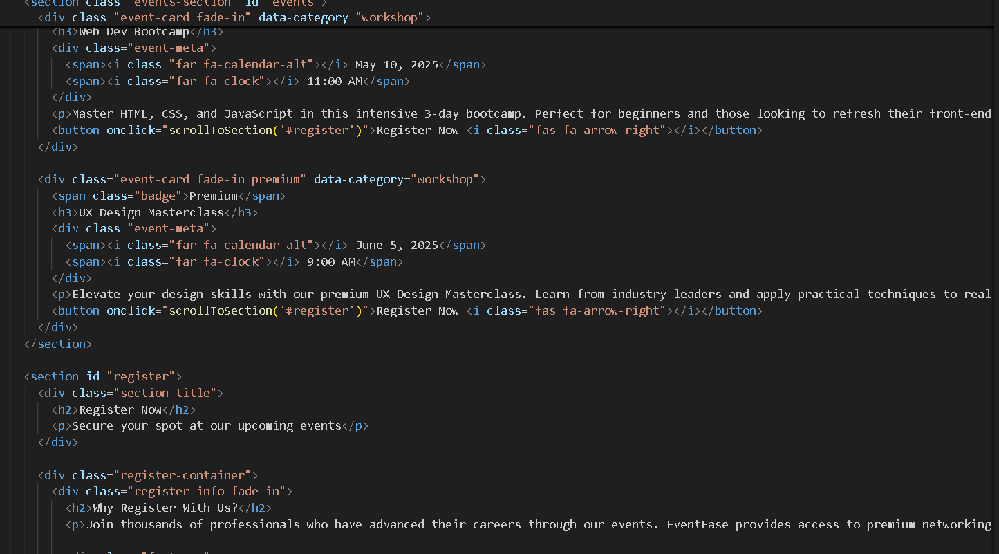 <section class="events-section" id="events">
<div class="event-card fade-in" data-category="workshop">
<h3>Web Dev Bootcamp</h3>
<div class="event-meta">
<span><i class="far fa-calendar-alt"></i> May 10, 2025</span>
<span><i class="far fa-clock"></i> 11:00 AM</span>
</div>
<p>Master HTML, CSS, and JavaScript in this intensive 3-day bootcamp. Perfect for beginners and those looking to refresh their front-end
<button onclick="scrollToSection('#register')">Register Now <i class="fas fa-arrow-right"></i></button>
</div>
<div class="event-card fade-in premium" data-category="workshop">
<span class="badge">Premium</span>
<h3>UX Design Masterclass</h3>
<div class="event-meta">
<span><i class="far fa-calendar-alt"></i> June 5, 2025</span>
<span><i class="far fa-clock"></i> 9:00 AM</span>
</div>
<p>Elevate your design skills with our premium UX Design Masterclass. Learn from industry leaders and apply practical techniques to real-
<button onclick="scrollToSection('#register')">Register Now <i class="fas fa-arrow-right"></i></button>
</div>
</section>
<section id="register">
<div class="section-title">
<h2>Register Now</h2>
<p>Secure your spot at our upcoming events</p>
</div>
<div class="register-container">
<div class="register-info fade-in">
<h2>Why Register With Us?</h2>
<p>Join thousands of professionals who have advanced their careers through our events. EventEase provides access to premium networking